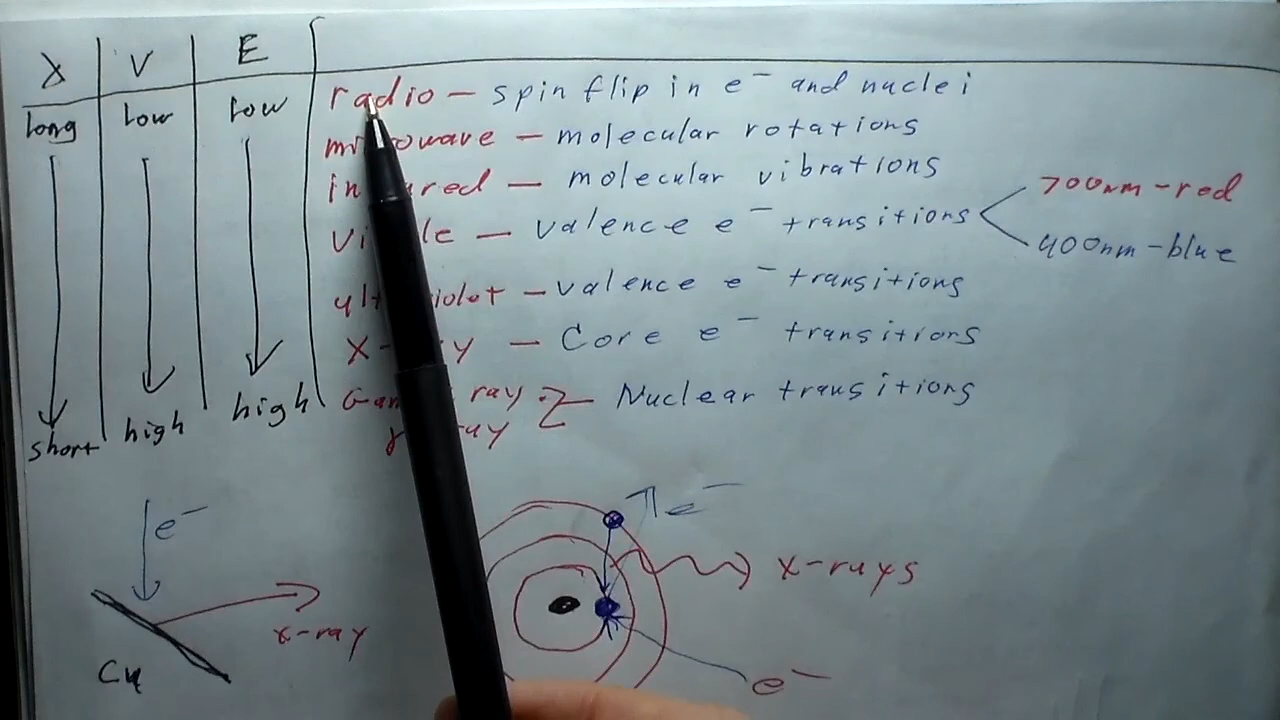 λ ν E
long low low radio — spin flip in e⁻ and nuclei
— molecular rotations
— molecular vibrations
700nm - red
— valence e⁻ transitions
400nm - blue
— valence e⁻ transitions
— Core e⁻ transitions
short high high ray — Nuclear transitions
e⁻
e⁻
x-rays
x-ray
Cu
e⁻